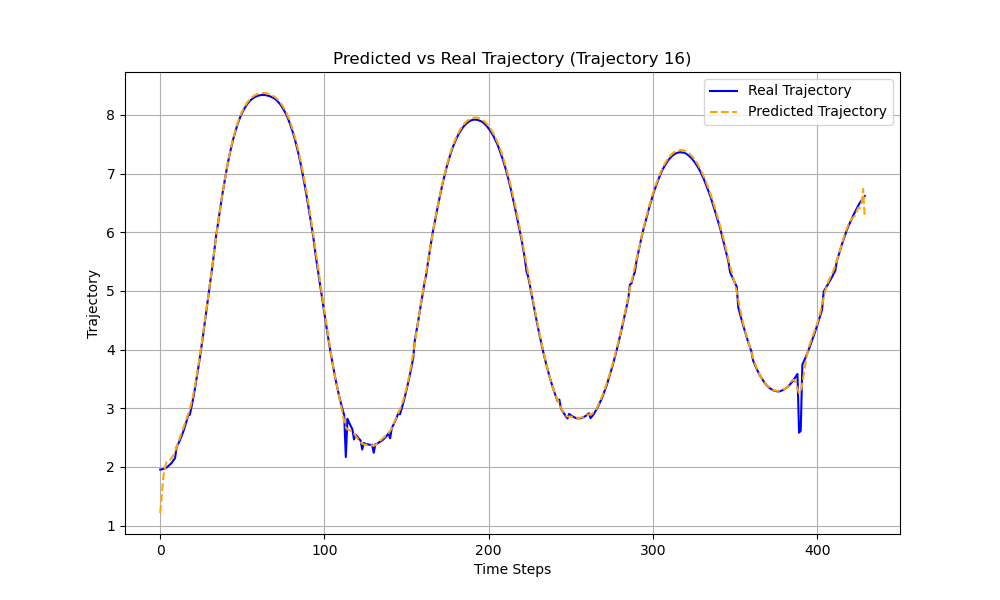 Predicted vs Real Trajectory (Trajectory 16)
Real Trajectory
Predicted Trajectory
Trajectory
8
7
6
5
4
3
2
1
0 100 200 300 400
Time Steps